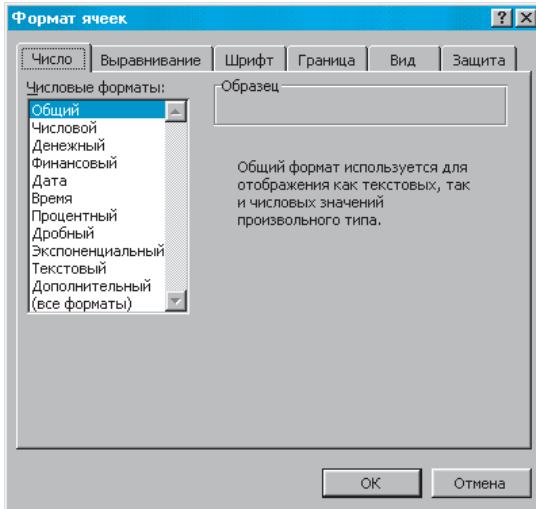 Формат ячеек
Число
Выравнивание
Шрифт
Граница
Вид
Защита
Числовые форматы:
Общий
Числовой
Денежный
Финансовый
Дата
Время
Процентный
Дробный
Экспоненциальный
Текстовый
Дополнительный
(все форматы)
Образец
Общий формат используется для
отображения как текстовых, так
и числовых значений
произвольного типа.
ОК
Отмена